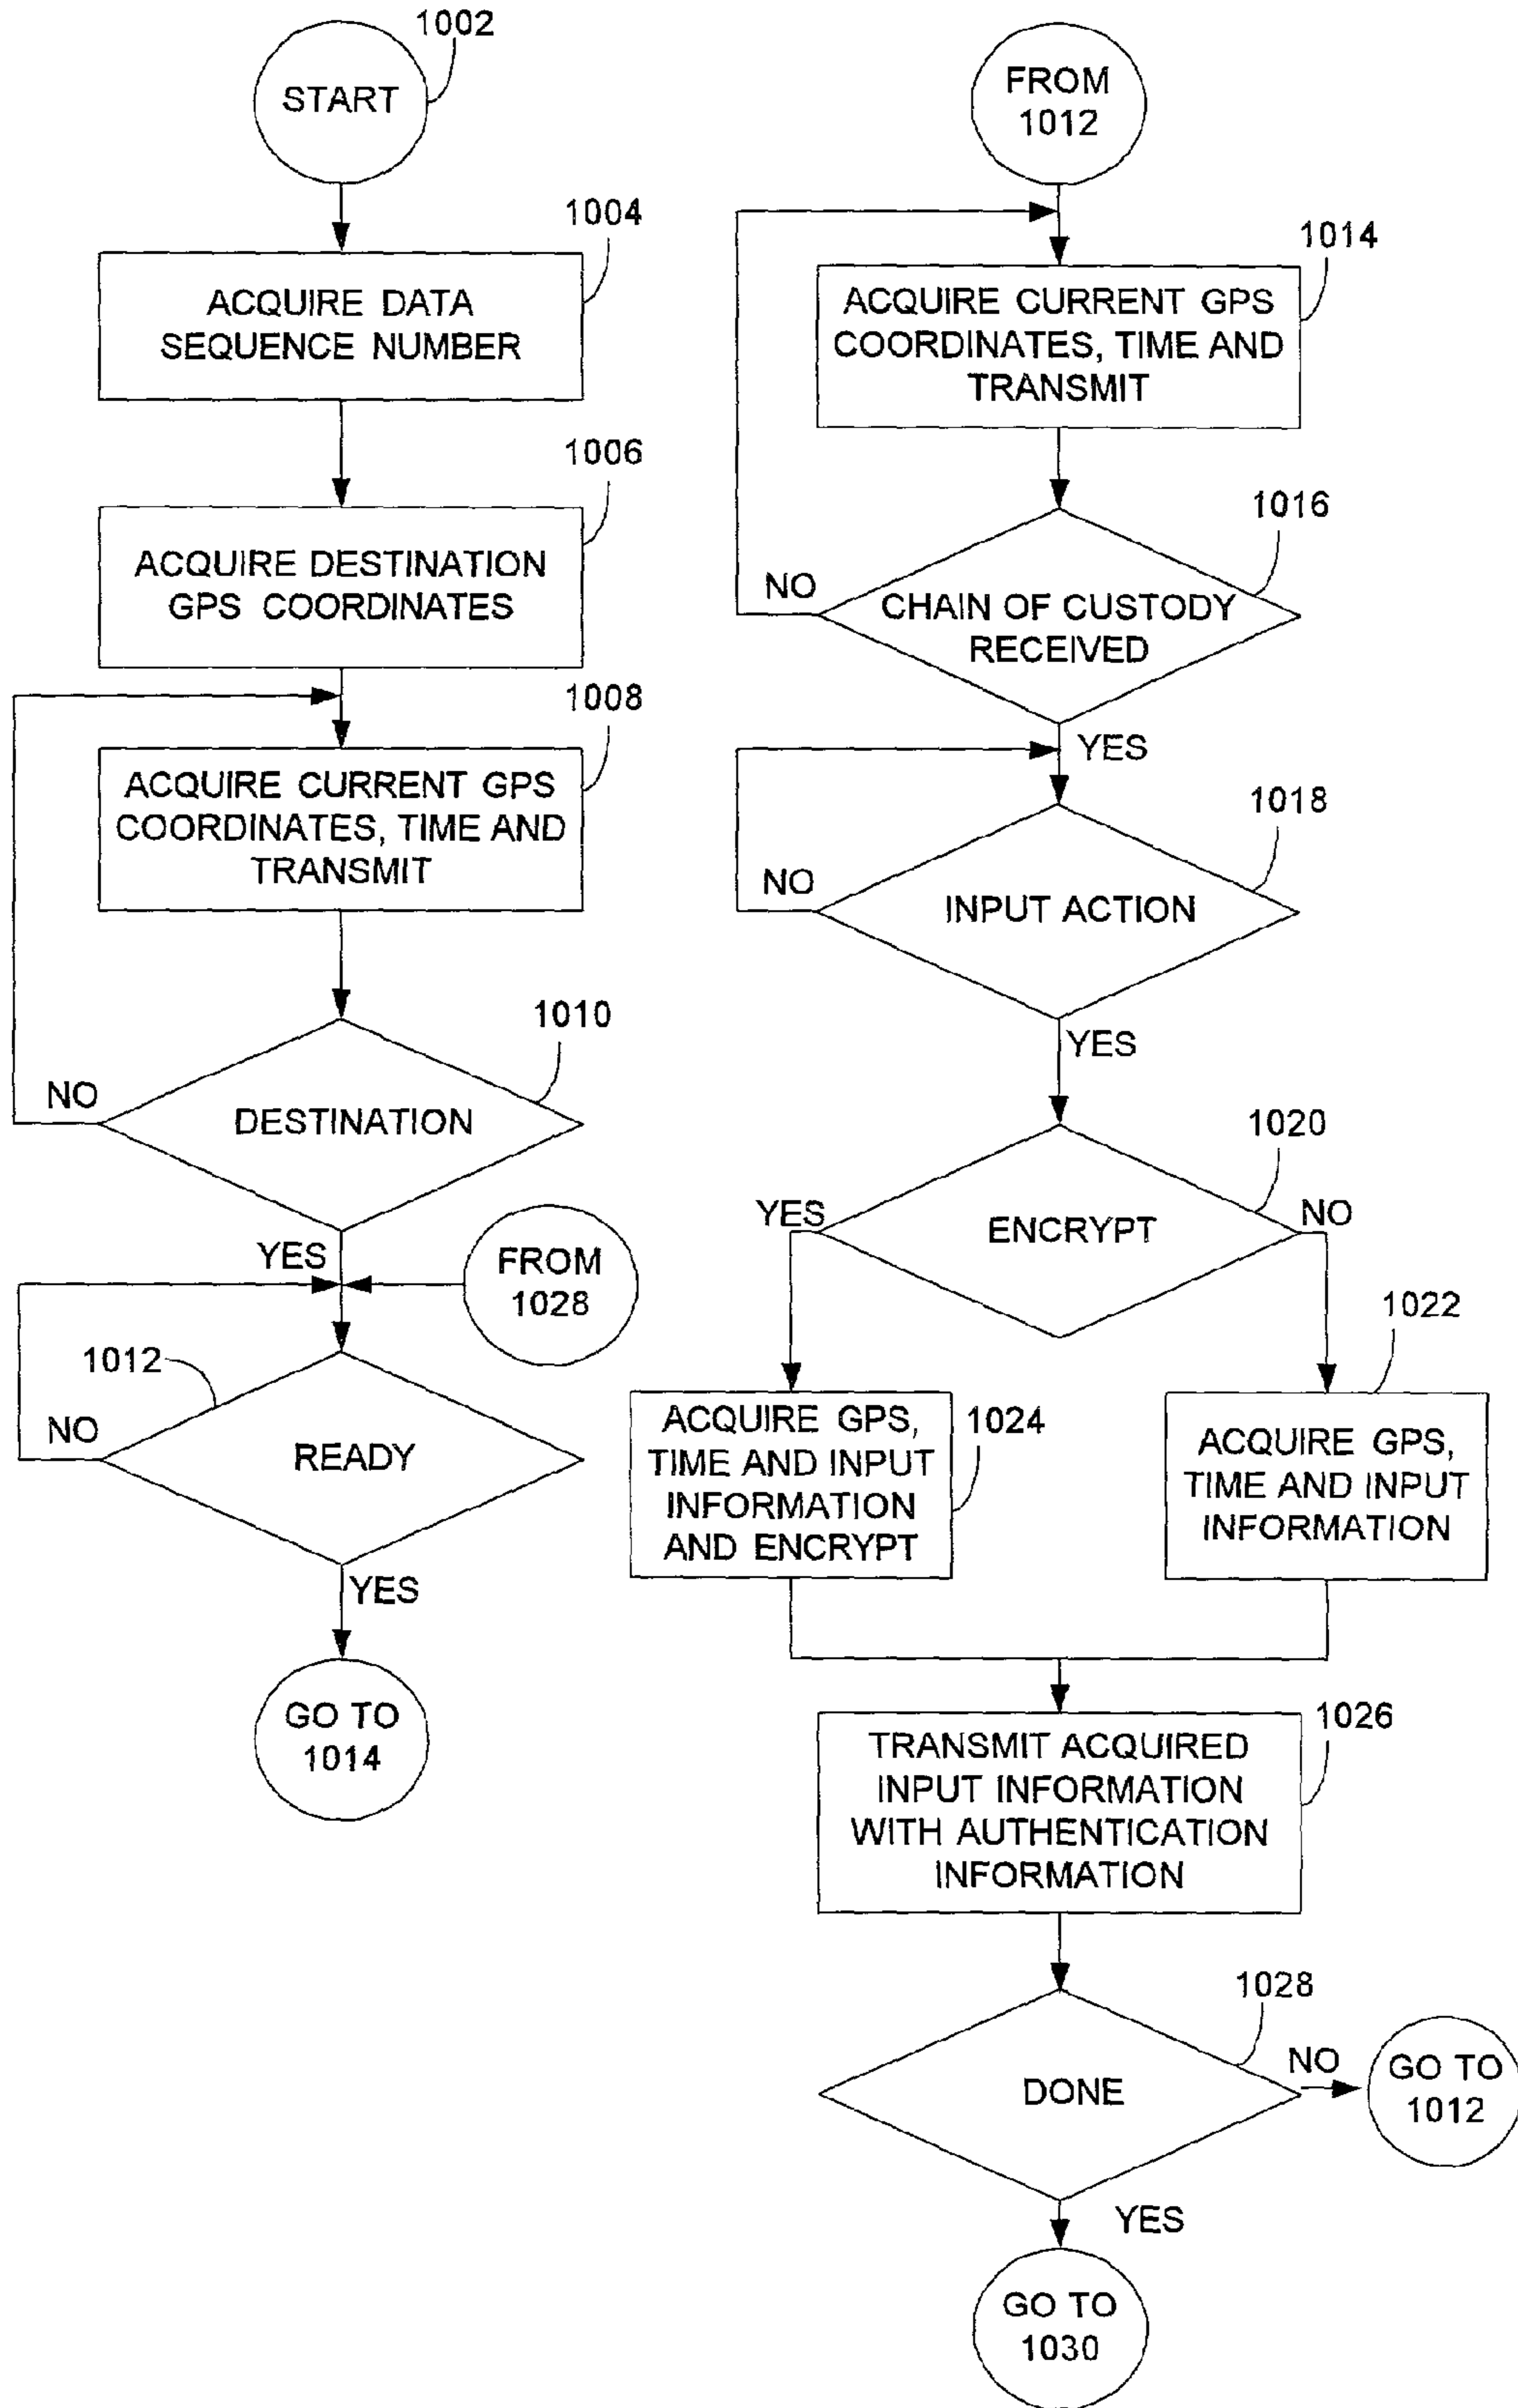 START
1002
ACQUIRE DATA
SEQUENCE NUMBER
1004
ACQUIRE DESTINATION
GPS COORDINATES
1006
ACQUIRE CURRENT GPS
COORDINATES, TIME AND
TRANSMIT
1008
DESTINATION
1010
NO
YES
FROM
1028
READY
1012
NO
YES
GO TO
1014
FROM
1012
ACQUIRE CURRENT GPS
COORDINATES, TIME AND
TRANSMIT
1014
CHAIN OF CUSTODY
RECEIVED
1016
NO
YES
INPUT ACTION
1018
NO
YES
ENCRYPT
1020
YES
NO
ACQUIRE GPS,
TIME AND INPUT
INFORMATION
AND ENCRYPT
1024
ACQUIRE GPS,
TIME AND INPUT
INFORMATION
1022
TRANSMIT ACQUIRED
INPUT INFORMATION
WITH AUTHENTICATION
INFORMATION
1026
DONE
1028
NO
GO TO
1012
YES
GO TO
1030